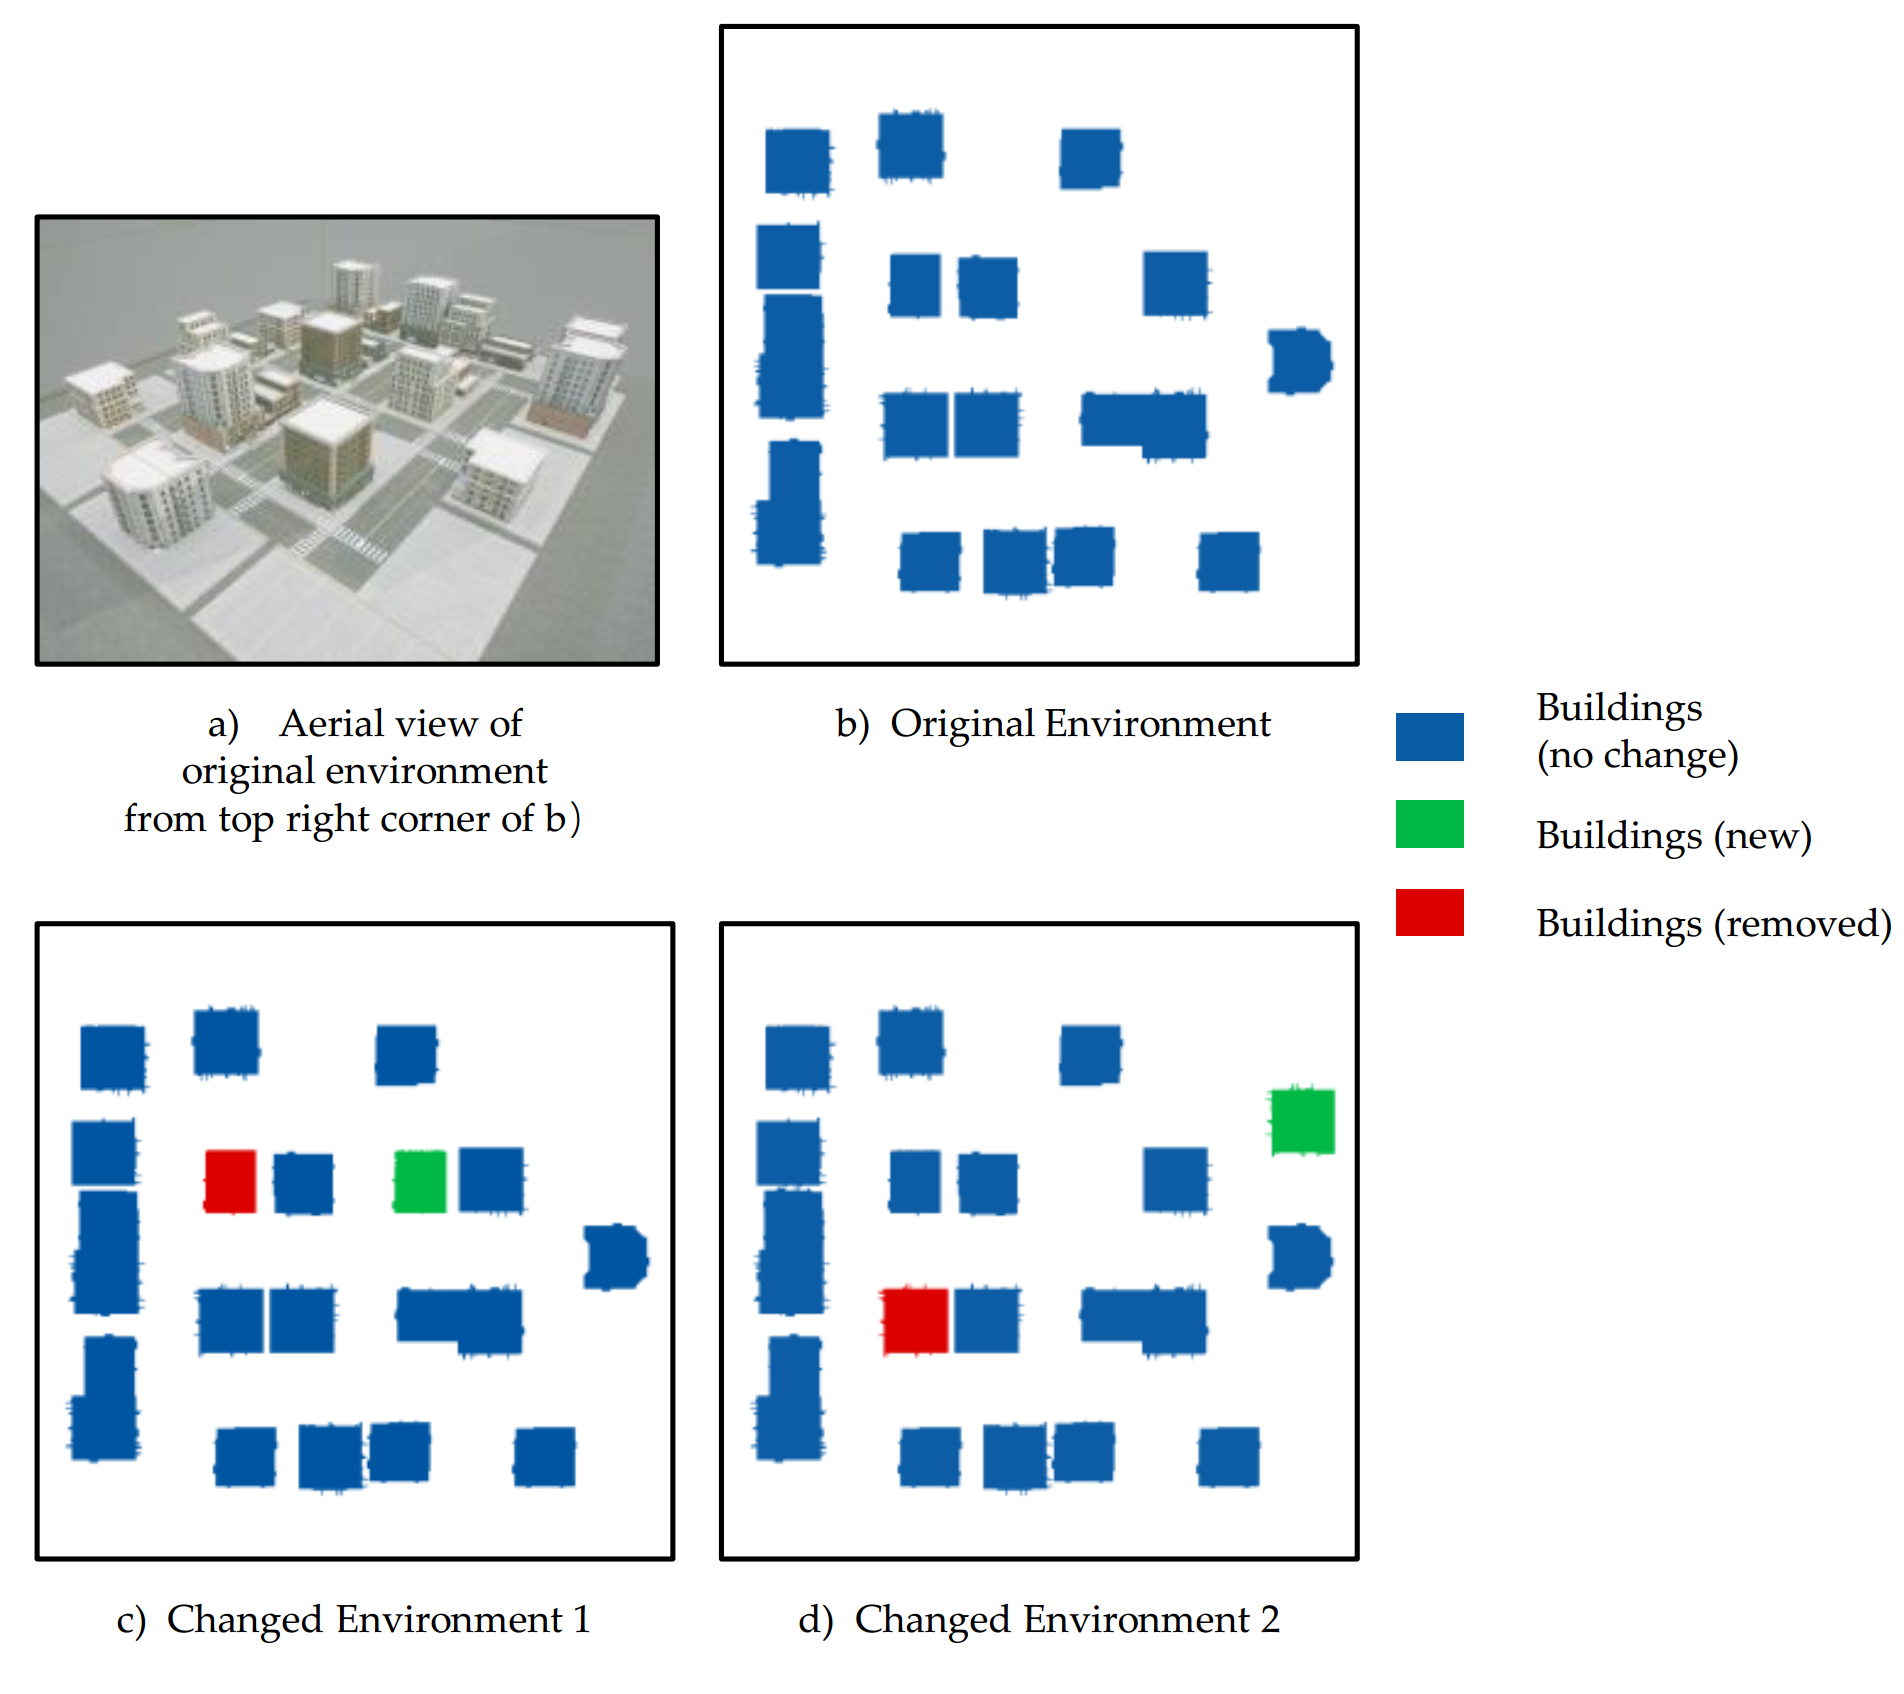 a) Aerial view of
original environment
from top right corner of b)
b) Original Environment
Buildings
(no change)
Buildings (new)
Buildings (removed)
c) Changed Environment 1
d) Changed Environment 2